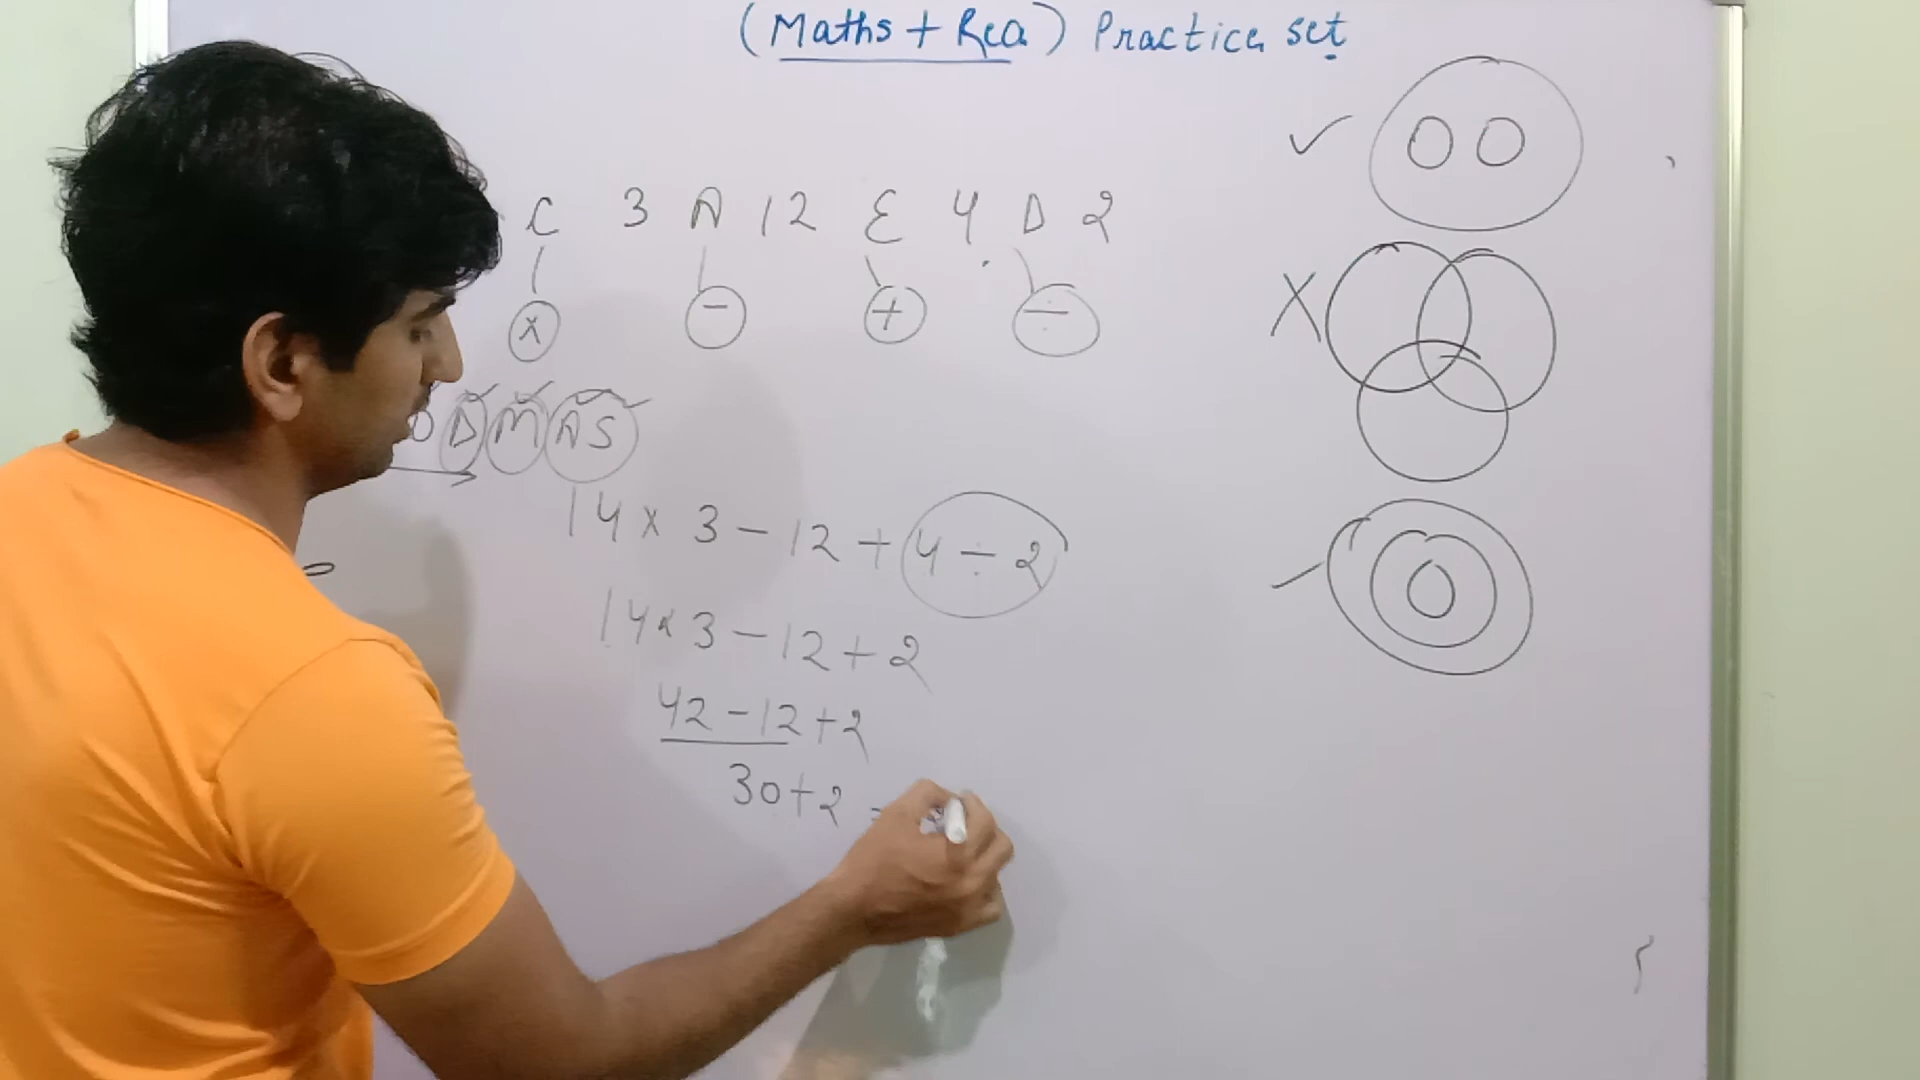 (Maths + Rea) Practice set
C 3 A 12 E 4 D 2
× − + ÷
O D M A S
14 × 3 − 12 + 4 ÷ 2
14 × 3 − 12 + 2
42 − 12 + 2
30 + 2 =